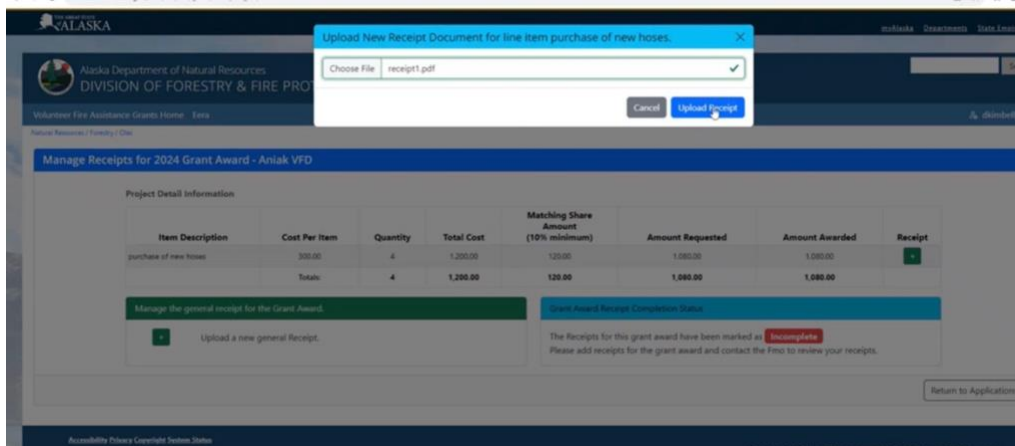 THE GREAT STATE
of ALASKA
myAlaska Departments State
Upload New Receipt Document for line item purchase of new hoses.
Choose File receipt1.pdf
Cancel Upload Receipt
Alaska Department of Natural Resources
DIVISION OF FORESTRY & FIRE PRO
Volunteer Fire Assistance Grants Home
Natural Resources / Forestry /
Manage Receipts for 2024 Grant Award - Aniak VFD
Project Detail Information
Item Description Cost Per Item Quantity Total Cost Matching Share Amount (10% minimum) Amount Requested Amount Awarded Receipt
purchase of new hoses 300.00 4 1,200.00 120.00 1,080.00 1,080.00 +
Totals: 4 1,200.00 120.00 1,080.00 1,080.00
Manage the general receipt for the Grant Award.
+ Upload a new general Receipt.
Grant Award Receipt Completion Status
The Receipts for this grant award have been marked as Incomplete
Please add receipts for the grant award and contact the Fmo to review your receipts.
Return to Application
Accessibility Privacy Copyright System Status